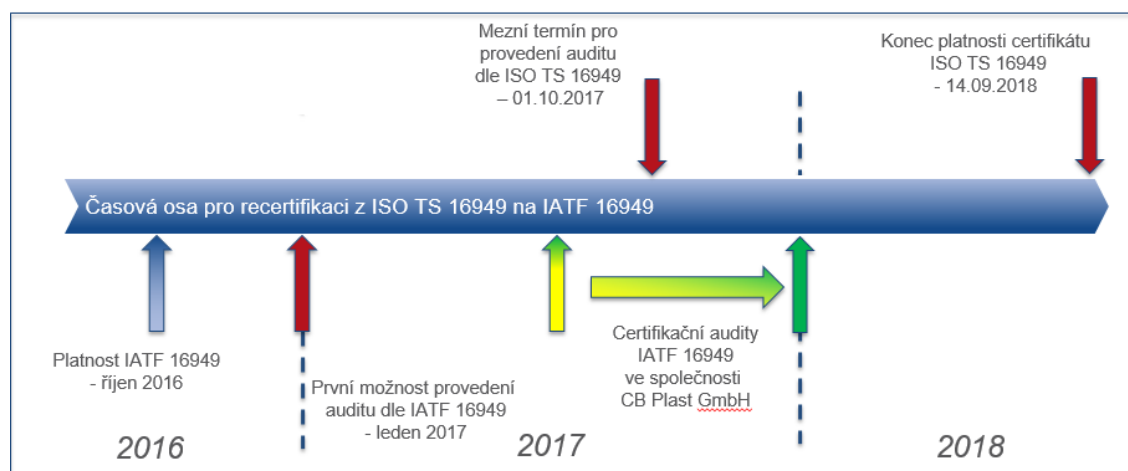 Mezní termín pro
provedení auditu
dle ISO TS 16949
– 01.10.2017
Konec platnosti certifikátu
ISO TS 16949
- 14.09.2018
Časová osa pro recertifikaci z ISO TS 16949 na IATF 16949
Platnost IATF 16949
- říjen 2016
První možnost provedení
auditu dle IATF 16949
- leden 2017
Certifikační audity
IATF 16949
ve společnosti
CB Plast GmbH
2016
2017
2018